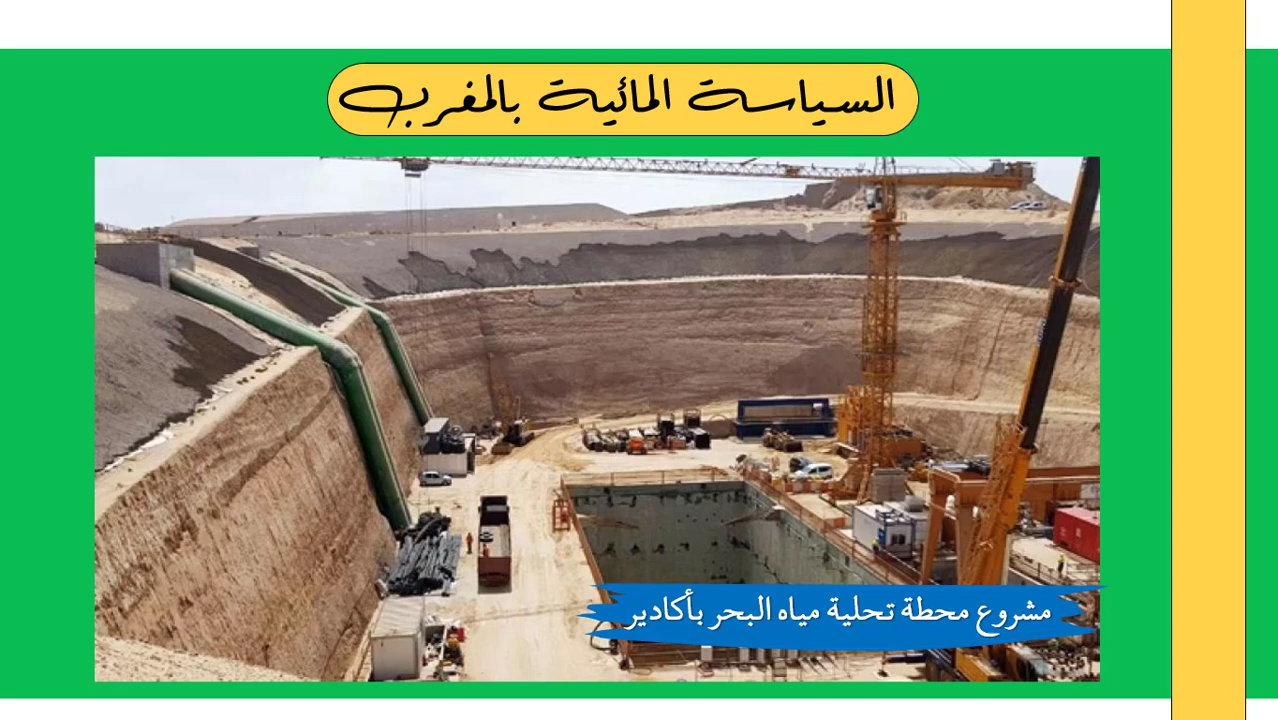 السياسة المائية بالمغرب
مشروع محطة تحلية مياه البحر بأكادير